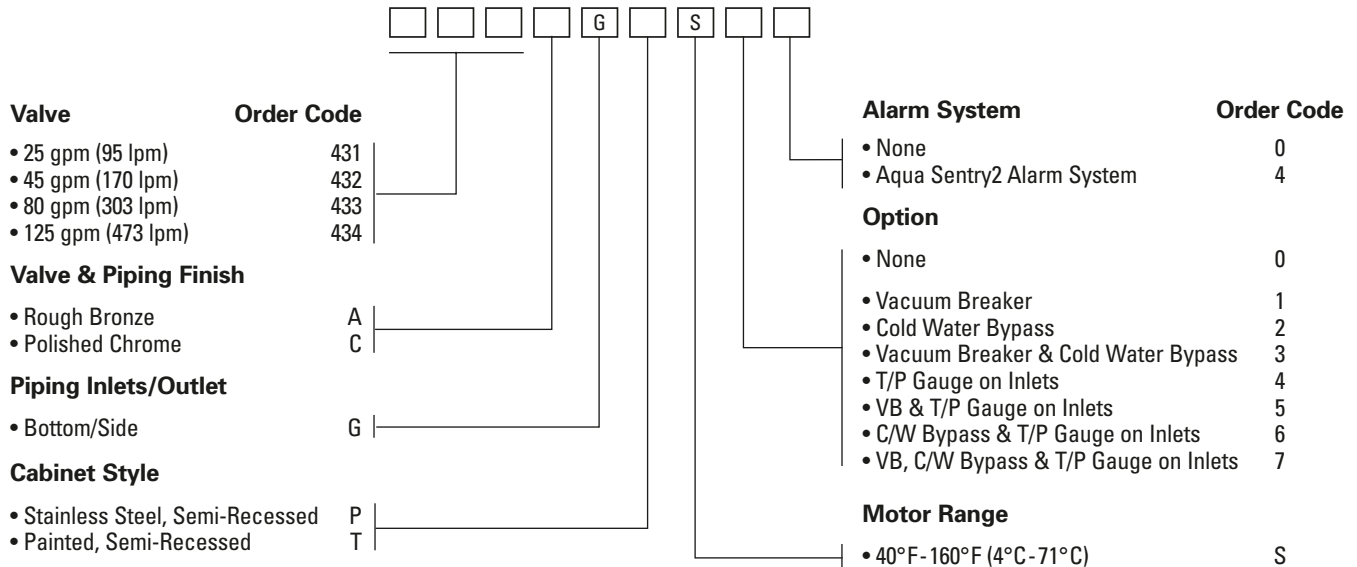 G S
Valve Order Code
• 25 gpm (95 lpm) 431
• 45 gpm (170 lpm) 432
• 80 gpm (303 lpm) 433
• 125 gpm (473 lpm) 434
Valve & Piping Finish
• Rough Bronze A
• Polished Chrome C
Piping Inlets/Outlet
• Bottom/Side G
Cabinet Style
• Stainless Steel, Semi-Recessed P
• Painted, Semi-Recessed T
Alarm System Order Code
• None 0
• Aqua Sentry2 Alarm System 4
Option
• None 0
• Vacuum Breaker 1
• Cold Water Bypass 2
• Vacuum Breaker & Cold Water Bypass 3
• T/P Gauge on Inlets 4
• VB & T/P Gauge on Inlets 5
• C/W Bypass & T/P Gauge on Inlets 6
• VB, C/W Bypass & T/P Gauge on Inlets 7
Motor Range
• 40°F-160°F (4°C-71°C) S